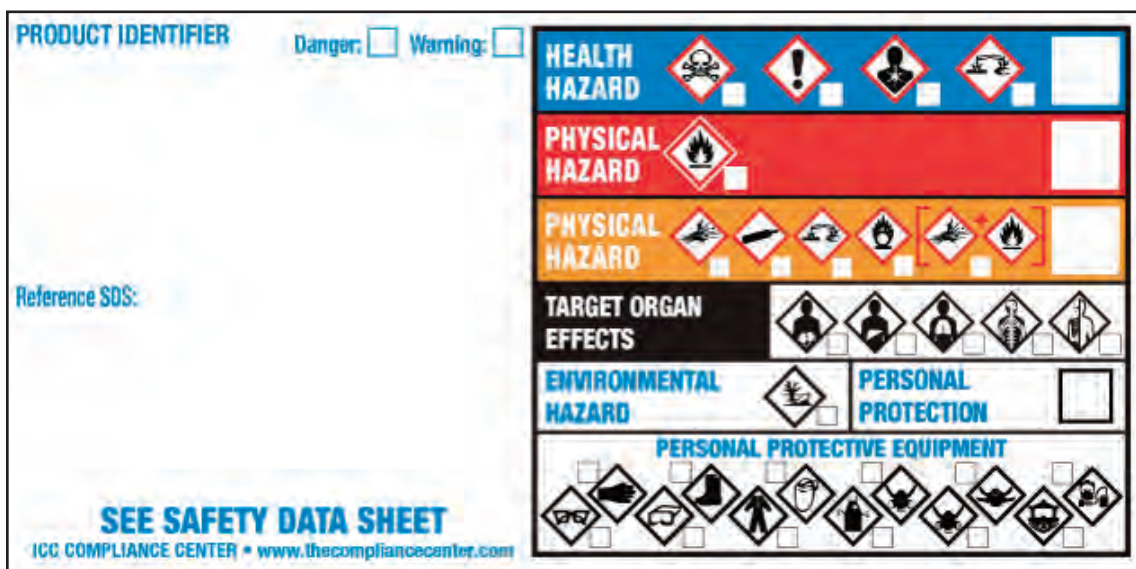 PRODUCT IDENTIFIER
Danger: Warning:
Reference SDS:
SEE SAFETY DATA SHEET
ICC COMPLIANCE CENTER • www.thecompliancecenter.com
HEALTH
HAZARD
PHYSICAL
HAZARD
PHYSICAL
HAZARD
+
TARGET ORGAN
EFFECTS
ENVIRONMENTAL
HAZARD
PERSONAL
PROTECTION
PERSONAL PROTECTIVE EQUIPMENT